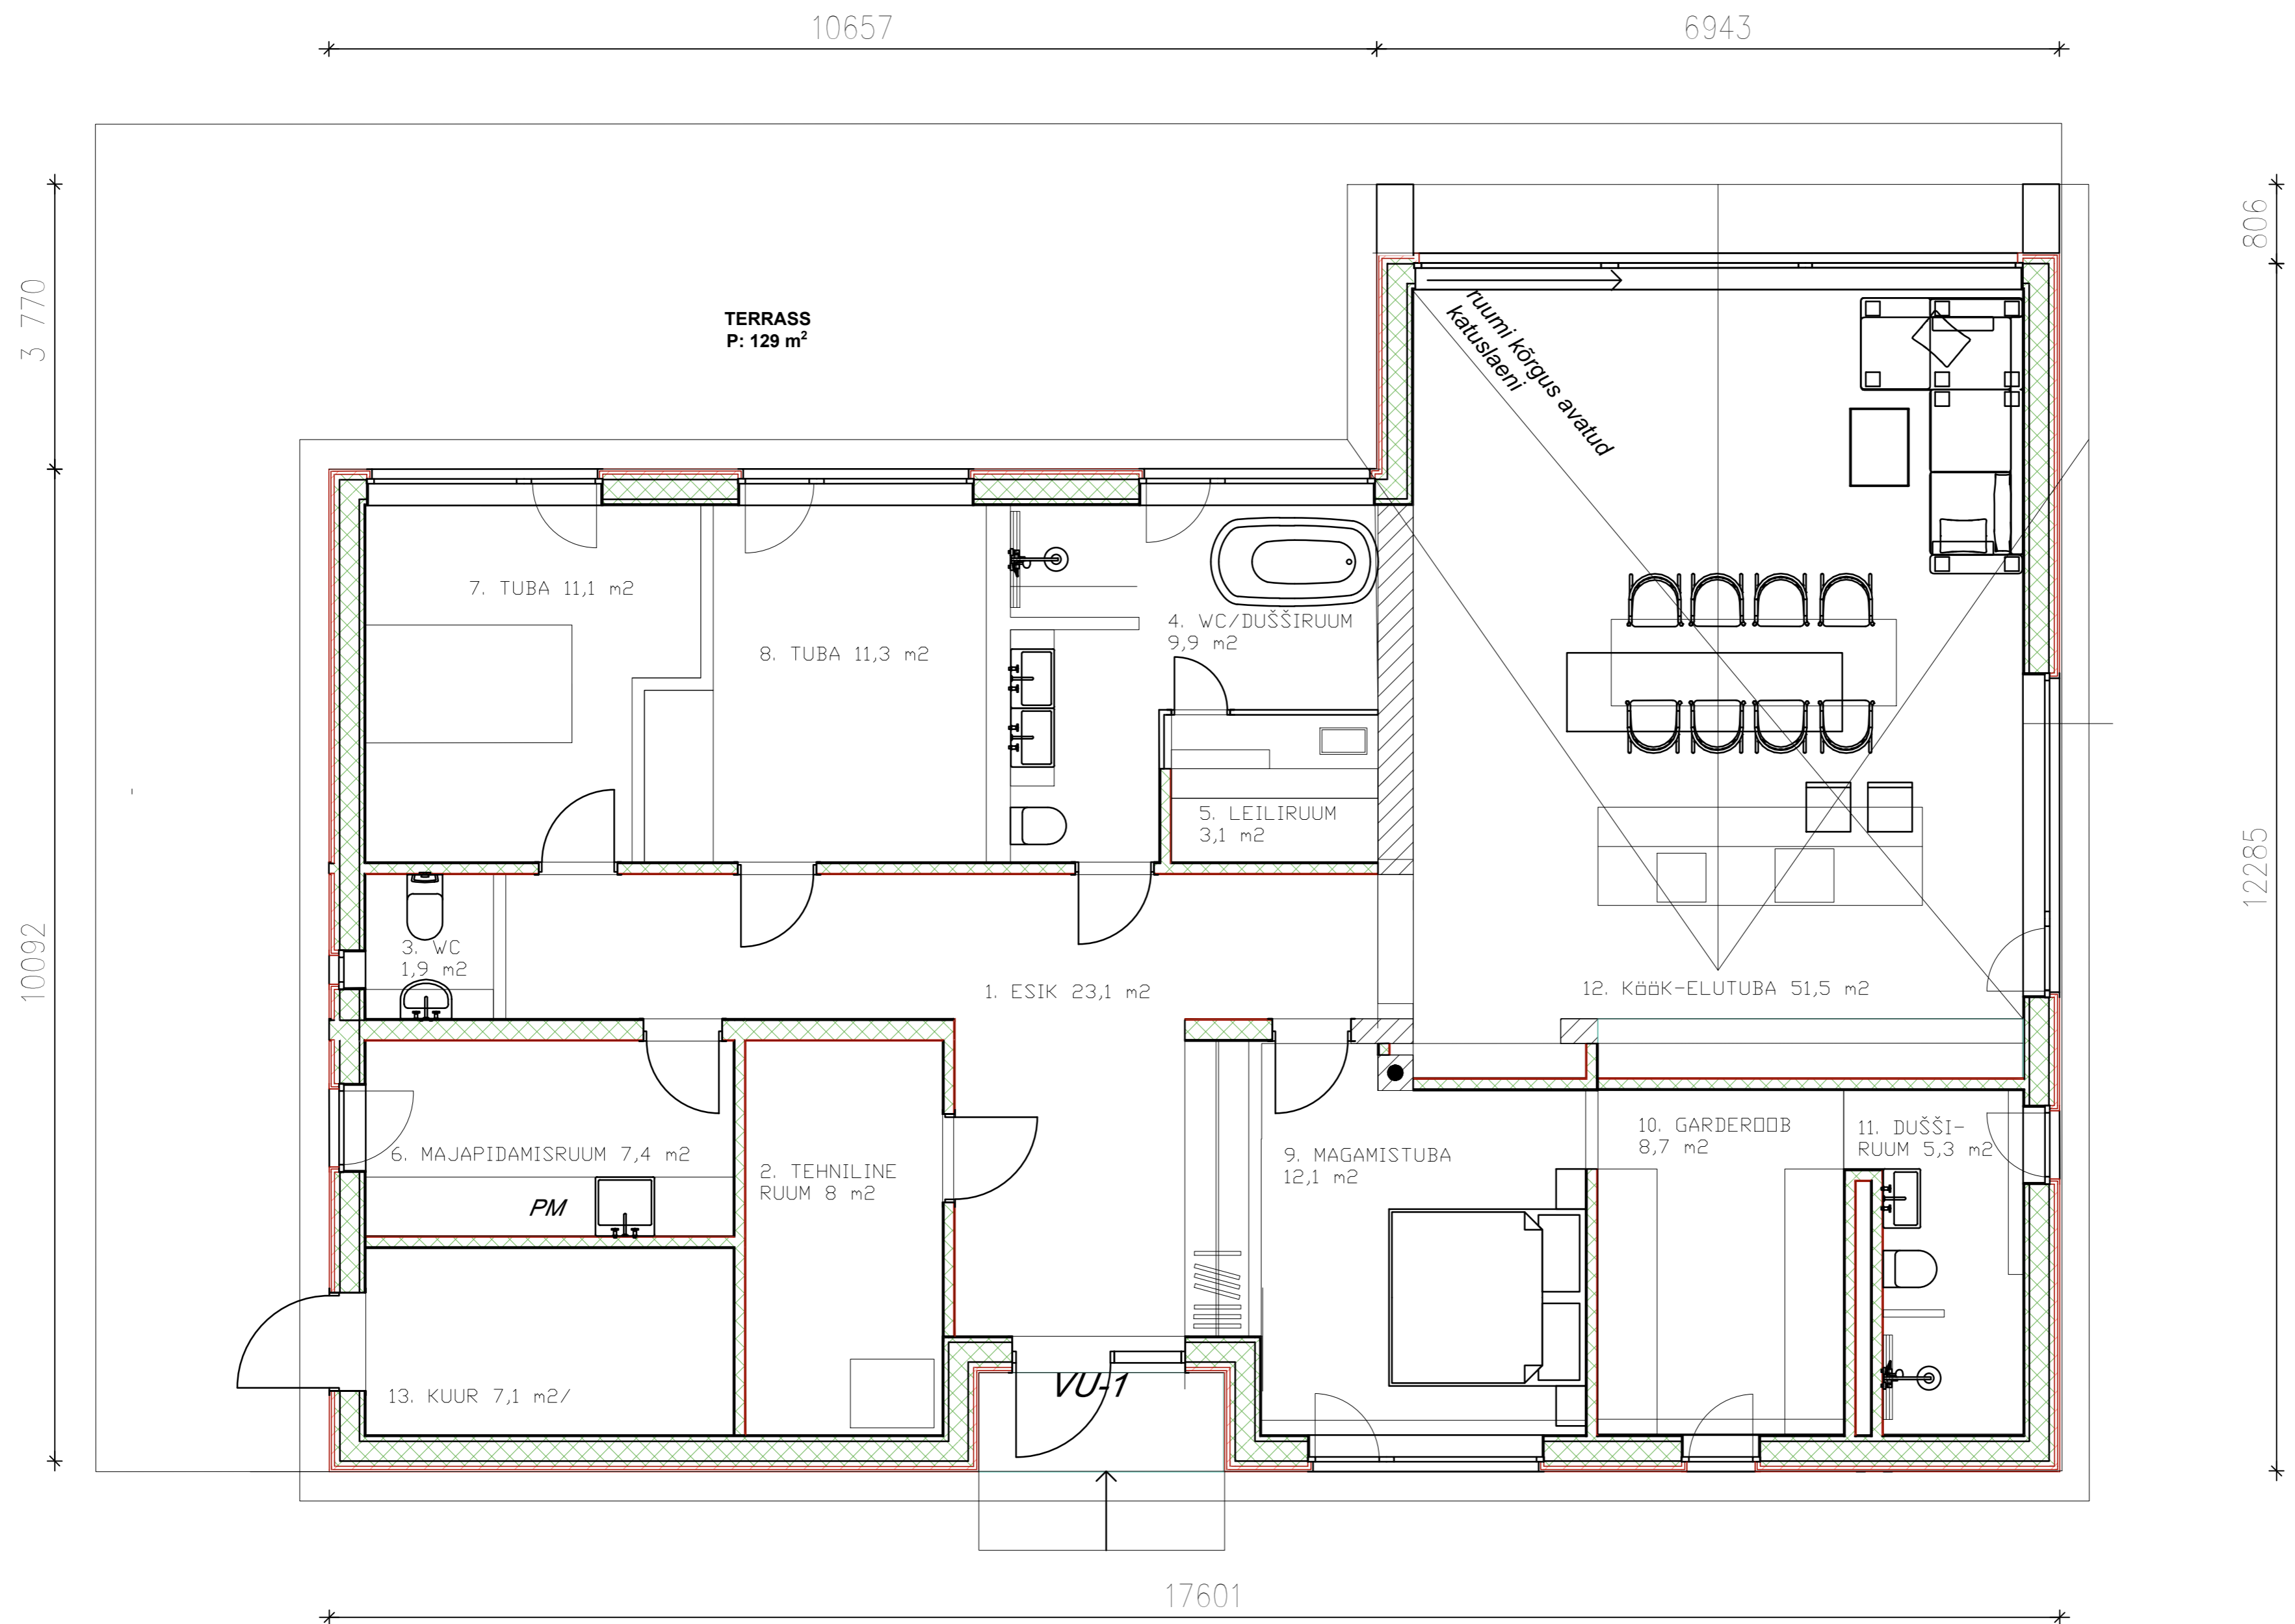 10657
6943
806
3 770
TERRASS
P: 129 m²
ruumi kõrgus avatud
katuslaeni
7. TUBA 11,1 m2
8. TUBA 11,3 m2
4. WC/DUŠŠIRUUM
9,9 m2
5. LEILIRUUM
3,1 m2
12285
10092
3. WC
1,9 m2
1. ESIK 23,1 m2
12. KööK-ELUTUBA 51,5 m2
6. MAJAPIDAMISRUUM 7,4 m2
PM
2. TEHNILINE
RUUM 8 m2
9. MAGAMISTUBA
12,1 m2
10. GARDEROOB
8,7 m2
11. DUŠŠI-
RUUM 5,3 m2
13. KUUR 7,1 m2/
VU-1
17601